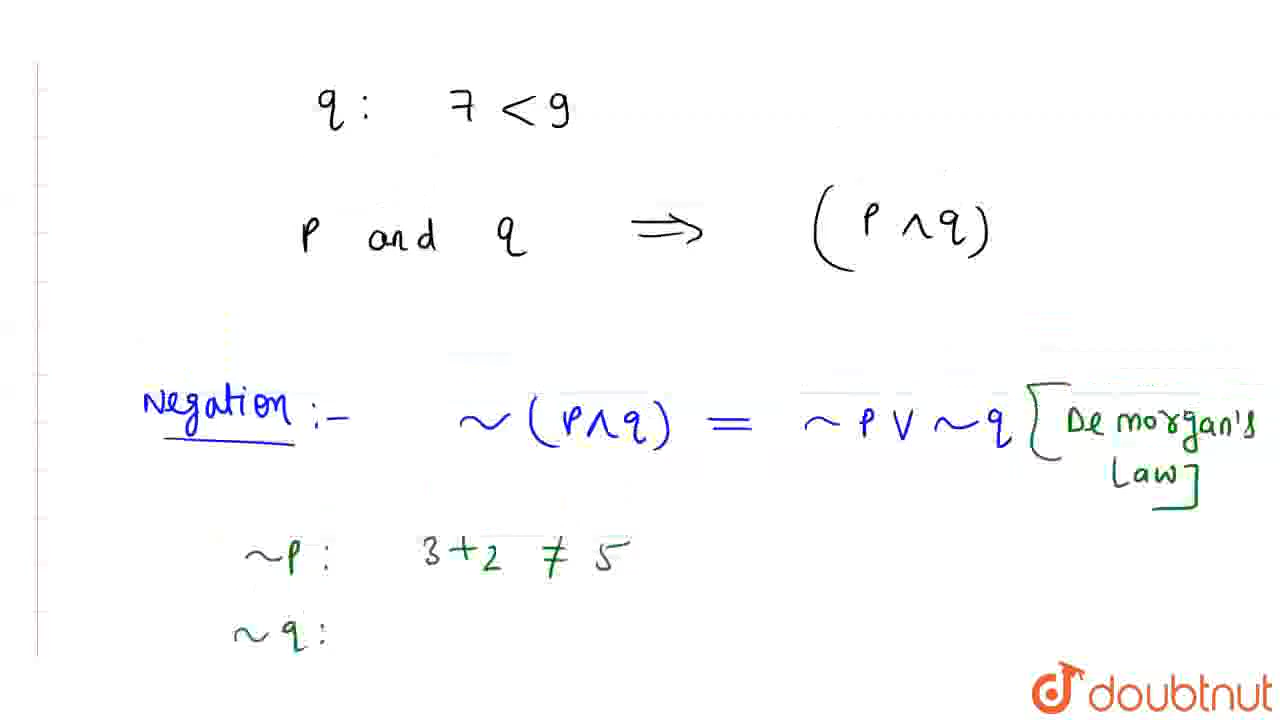 q : 7 < 9
p and q ⇒ (p ∧ q)
Negation :- ~(p∧q) = ~p ∨ ~q [De morgan's
Law]
~p : 3+2 ≠ 5
~q :
doubtnut